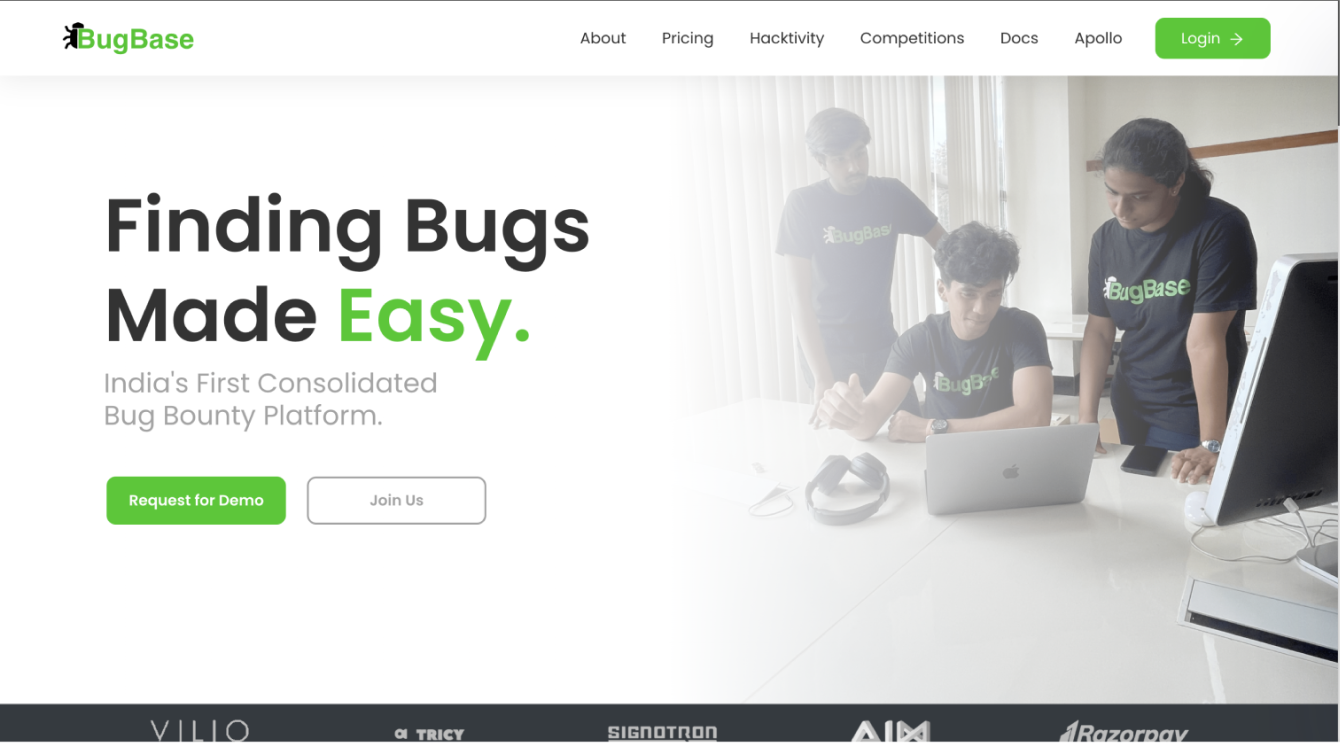 BugBase
About Pricing Hacktivity Competitions Docs Apollo Login
Finding Bugs
Made Easy.
India's First Consolidated
Bug Bounty Platform.
Request for Demo Join Us
BugBase
BugBase
BugBase
VILIO TRICY SIGNOTRON AIM Razorpay